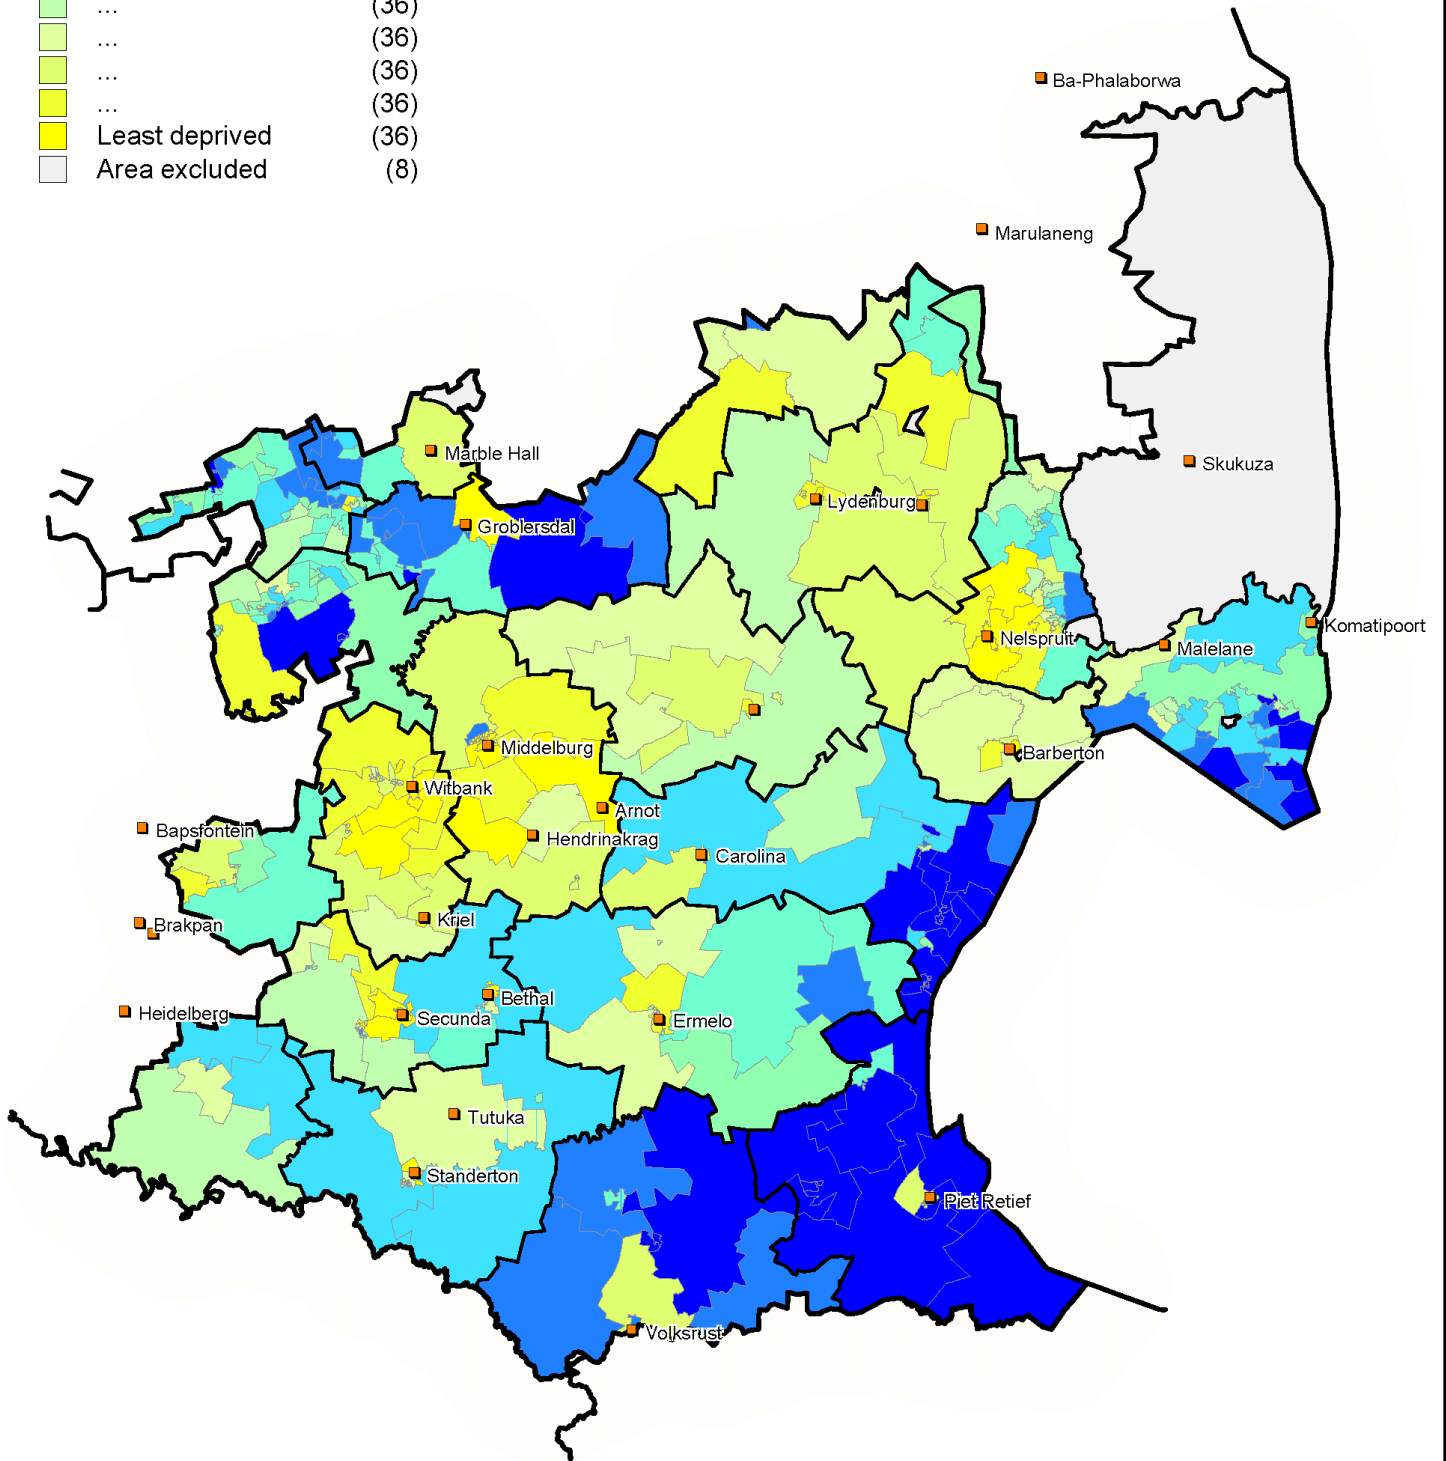 ... (36)
... (36)
... (36)
... (36)
Least deprived (36)
Area excluded (8)
Ba-Phalaborwa
Marulaneng
Marble Hall
Skukuza
Lydenburg
Groblersdal
Komatipoort
Nelspruit
Malelane
Middelburg
Barberton
Witbank
Arnot
Bapsfontein
Hendrinakrag
Carolina
Kriel
Brakpan
Bethal
Heidelberg
Secunda
Ermelo
Tutuka
Standerton
Piet Retief
Volksrust